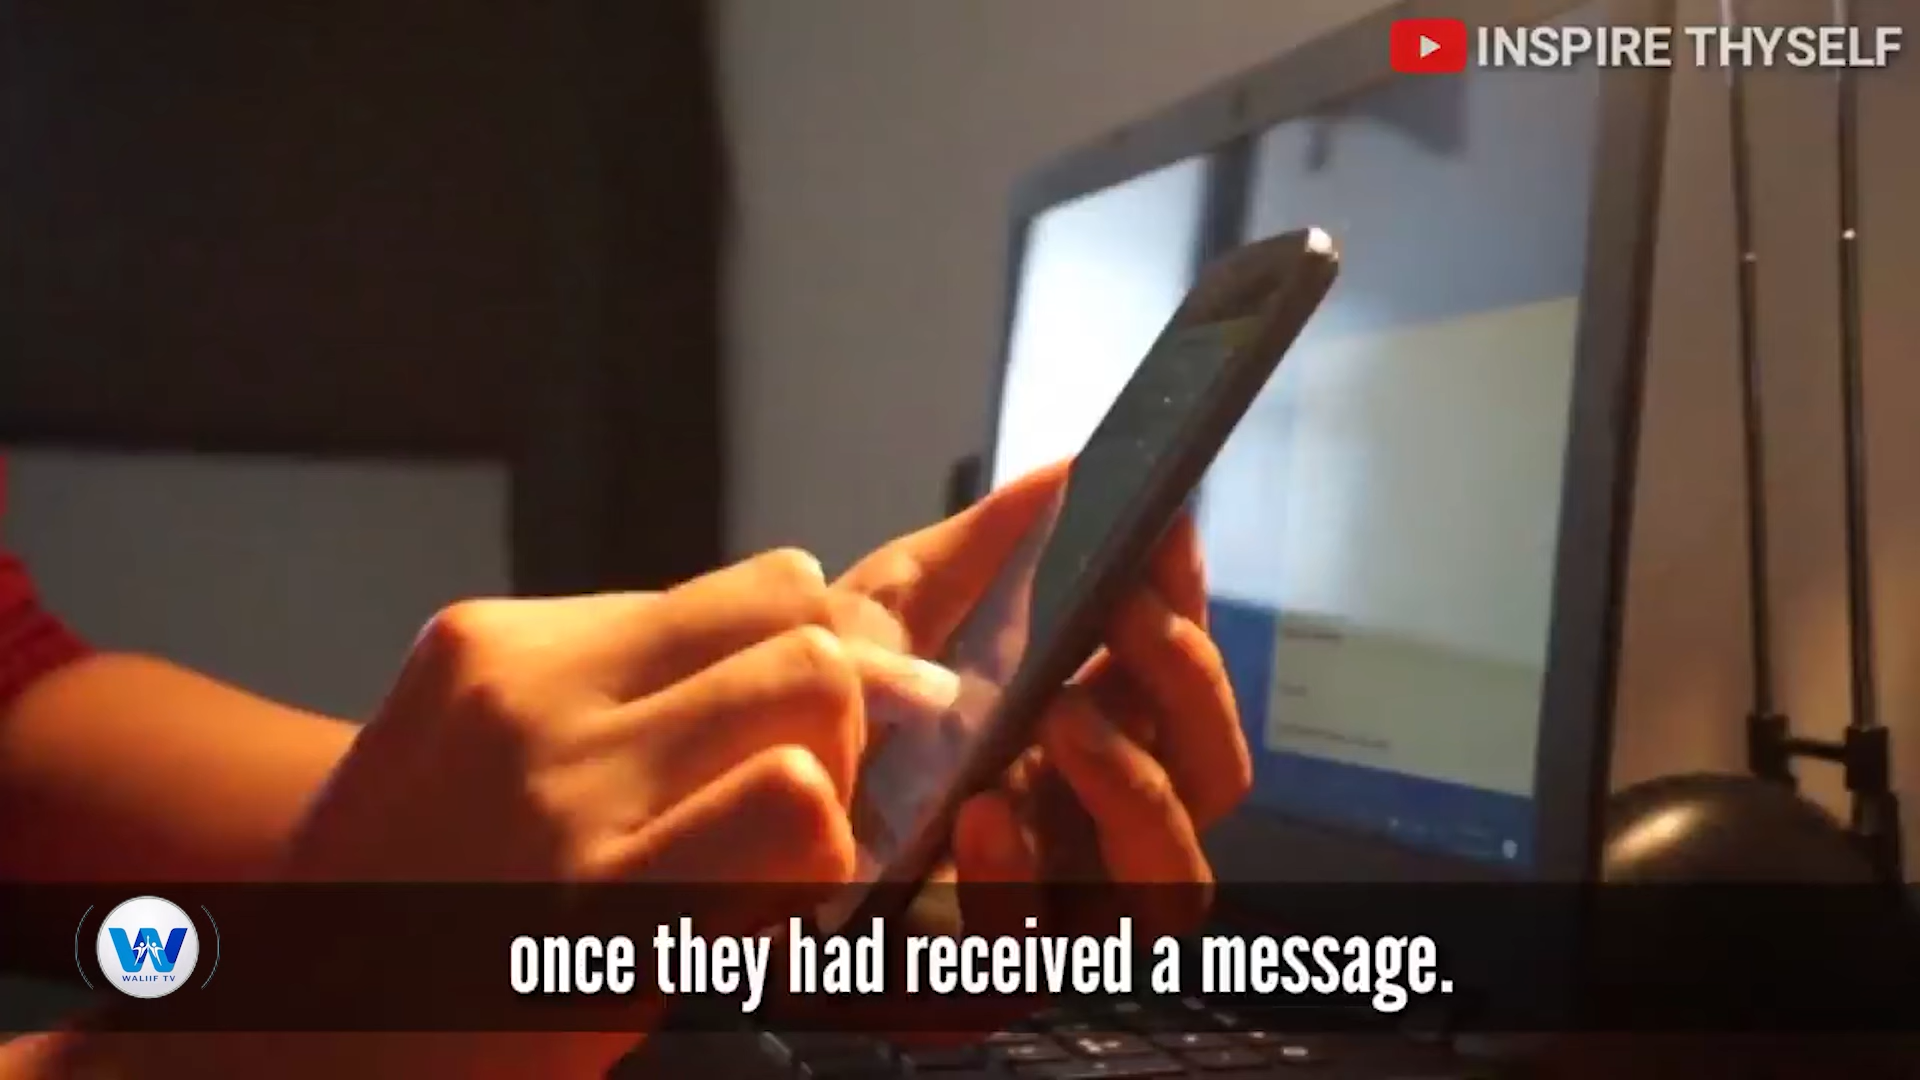 INSPIRE THYSELF
once they had received a message.
W
WALIIF TV